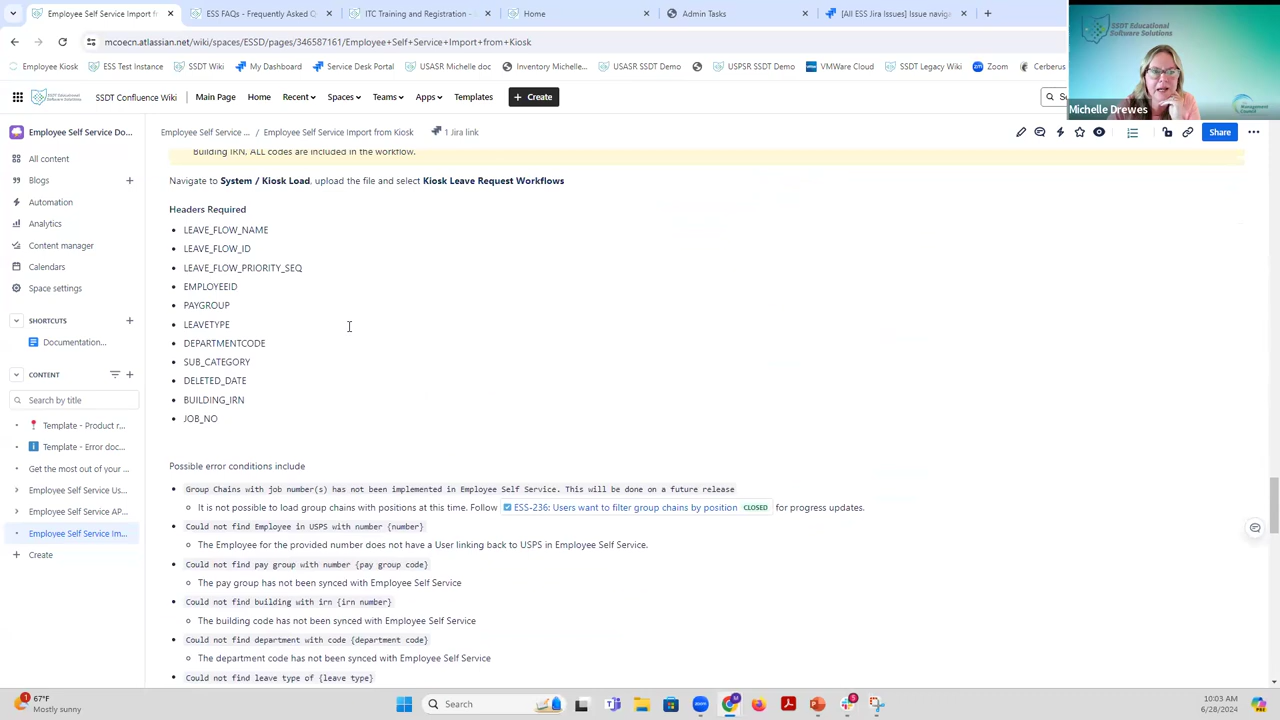 Employee Self Service Import fr
ESS FAQs - Frequently Asked Q
ITC Training and Registration -
Home
Admin Tasks
[All ESS Jira Issues] Issue navig
mcoecn.atlassian.net/wiki/spaces/ESSD/pages/346587161/Employee+Self+Service+Import+from+Kiosk
Employee Kiosk
ESS Test Instance
SSDT Wiki
My Dashboard
Service Desk Portal
USASR Michelle doc
Inventory Michelle...
USASR SSDT Demo
USPSR SSDT Demo
VMWare Cloud
SSDT Legacy Wiki
Zoom
Cerberus
SSDT Educational
Software Solutions
Management
Council
Michelle Drewes
SSDT Confluence Wiki
Main Page
Home
Recent
Spaces
Teams
Apps
Templates
+ Create
Se
Employee Self Service Do...
Employee Self Service ... / Employee Self Service Import from Kiosk
1 Jira link
Share
All content
Blogs
Automation
Analytics
Content manager
Calendars
Space settings
SHORTCUTS
Documentation...
CONTENT
Search by title
Template - Product r...
Template - Error doc...
Get the most out of your ...
Employee Self Service Us...
Employee Self Service AP...
Employee Self Service Im...
Create
Building IRN, ALL codes are included in the workflow.
Navigate to System / Kiosk Load, upload the file and select Kiosk Leave Request Workflows
Headers Required
• LEAVE_FLOW_NAME
• LEAVE_FLOW_ID
• LEAVE_FLOW_PRIORITY_SEQ
• EMPLOYEEID
• PAYGROUP
• LEAVETYPE
• DEPARTMENTCODE
• SUB_CATEGORY
• DELETED_DATE
• BUILDING_IRN
• JOB_NO
Possible error conditions include
• Group Chains with job number(s) has not been implemented in Employee Self Service. This will be done on a future release
It is not possible to load group chains with positions at this time. Follow ESS-236: Users want to filter group chains by position CLOSED for progress updates.
• Could not find Employee in USPS with number {number}
The Employee for the provided number does not have a User linking back to USPS in Employee Self Service.
• Could not find pay group with number {pay group code}
The pay group has not been synced with Employee Self Service
• Could not find building with irn {irn number}
The building code has not been synced with Employee Self Service
• Could not find department with code {department code}
The department code has not been synced with Employee Self Service
• Could not find leave type of {leave type}
67°F
Mostly sunny
Search
10:03 AM
6/28/2024